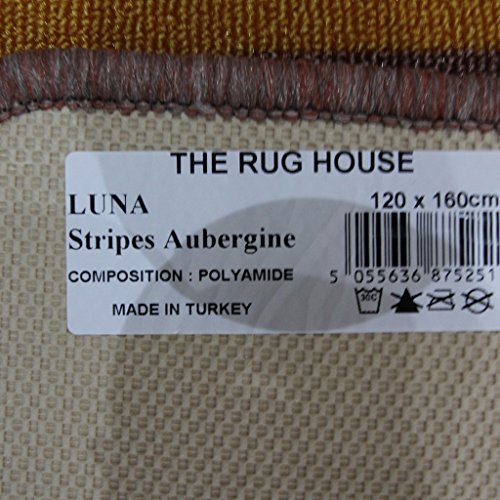 THE RUG HOUSE
LUNA 120 x 160cm
Stripes Aubergine
COMPOSITION : POLYAMIDE 5 055636 875251
30C
MADE IN TURKEY